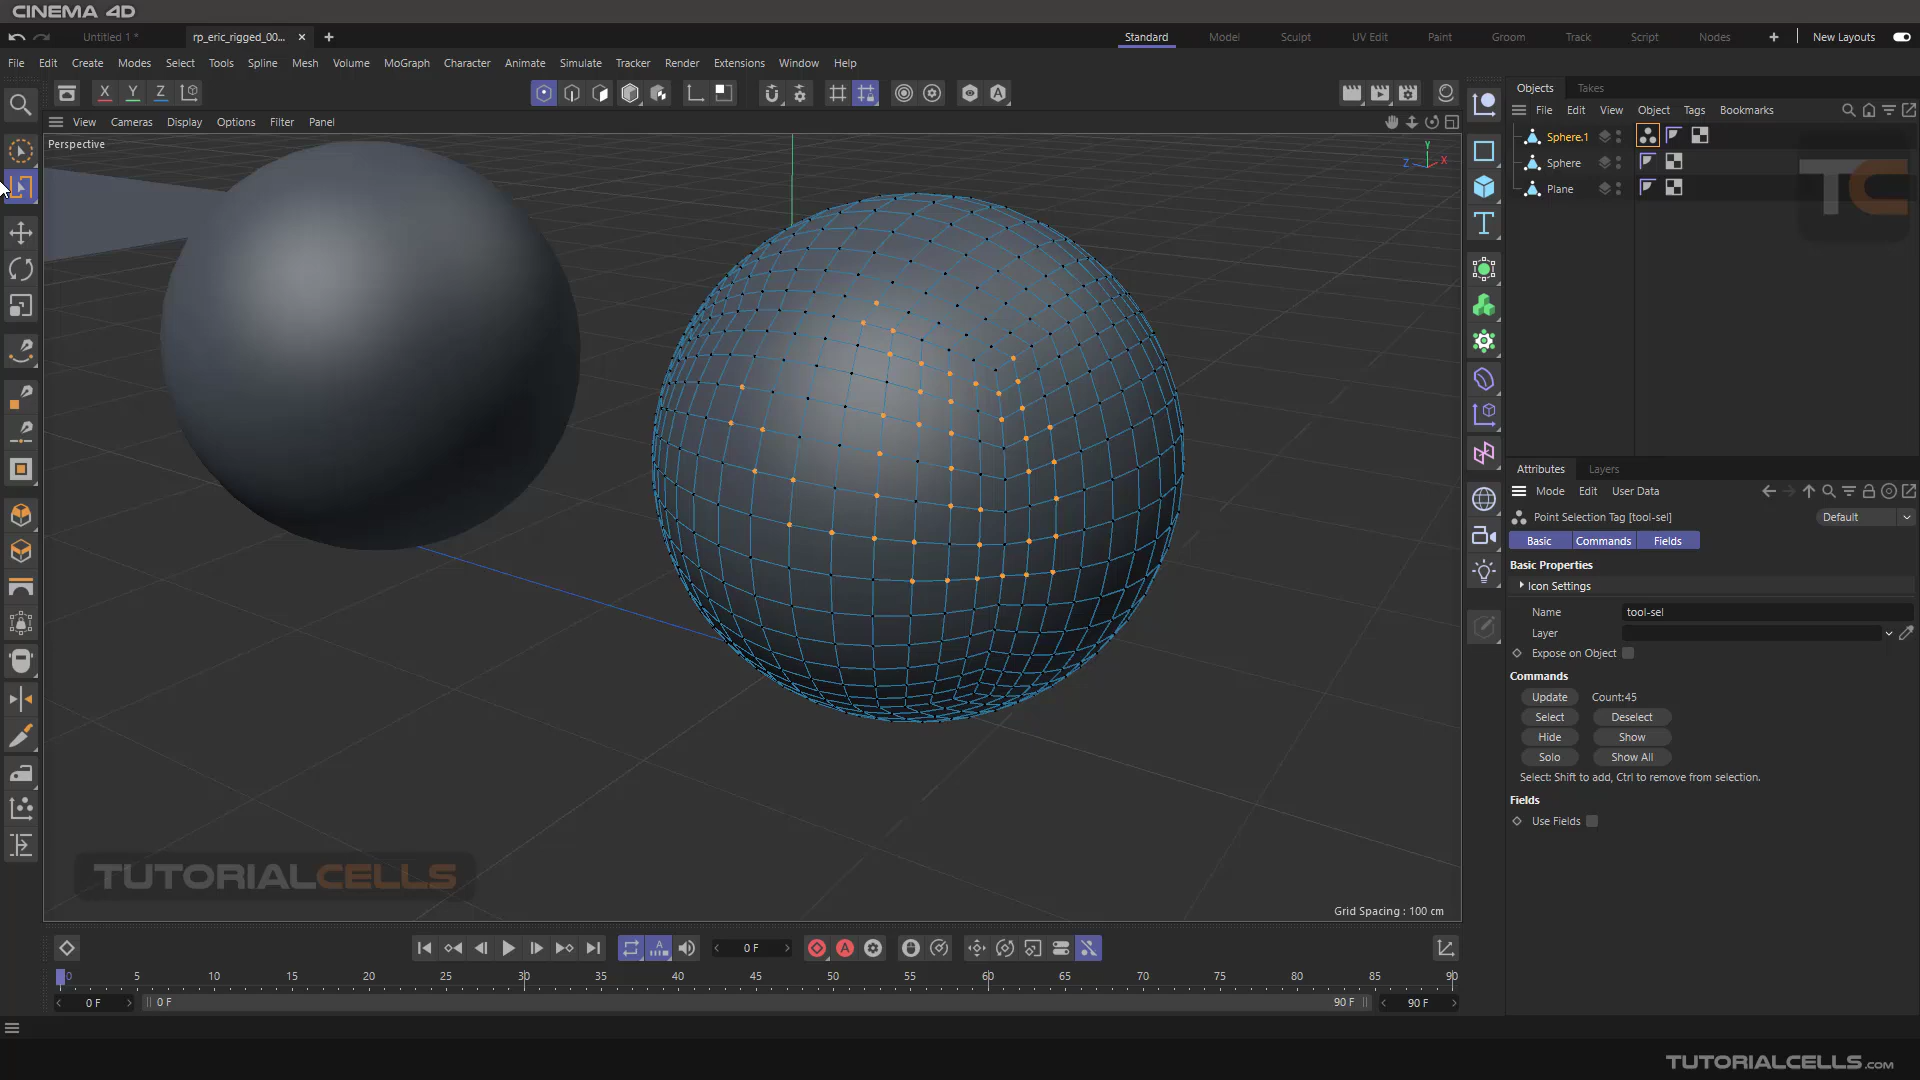 CINEMA 4D
Untitled 1 *
rp_eric_rigged_00...
Standard
Model
Sculpt
UV Edit
Paint
Groom
Track
Script
Nodes
New Layouts
File Edit Create Modes Select Tools Spline Mesh Volume MoGraph Character Animate Simulate Tracker Render Extensions Window Help
X Y Z
Objects Takes
View Cameras Display Options Filter Panel
File Edit View Object Tags Bookmarks
Perspective
Y
Z X
Sphere.1
Sphere
Plane
TC
Attributes Layers
Mode Edit User Data
Point Selection Tag [tool-sel]
Default
Basic Commands Fields
Basic Properties
Icon Settings
Name tool-sel
Layer
Expose on Object
Commands
Update Count:45
Select Deselect
Hide Show
Solo Show All
Select: Shift to add, Ctrl to remove from selection.
Fields
Use Fields
TUTORIALCELLS
Grid Spacing : 100 cm
0 F
0 5 10 15 20 25 30 35 40 45 50 55 60 65 70 75 80 85 90
0 F 0 F 90 F 90 F
TUTORIALCELLS.com